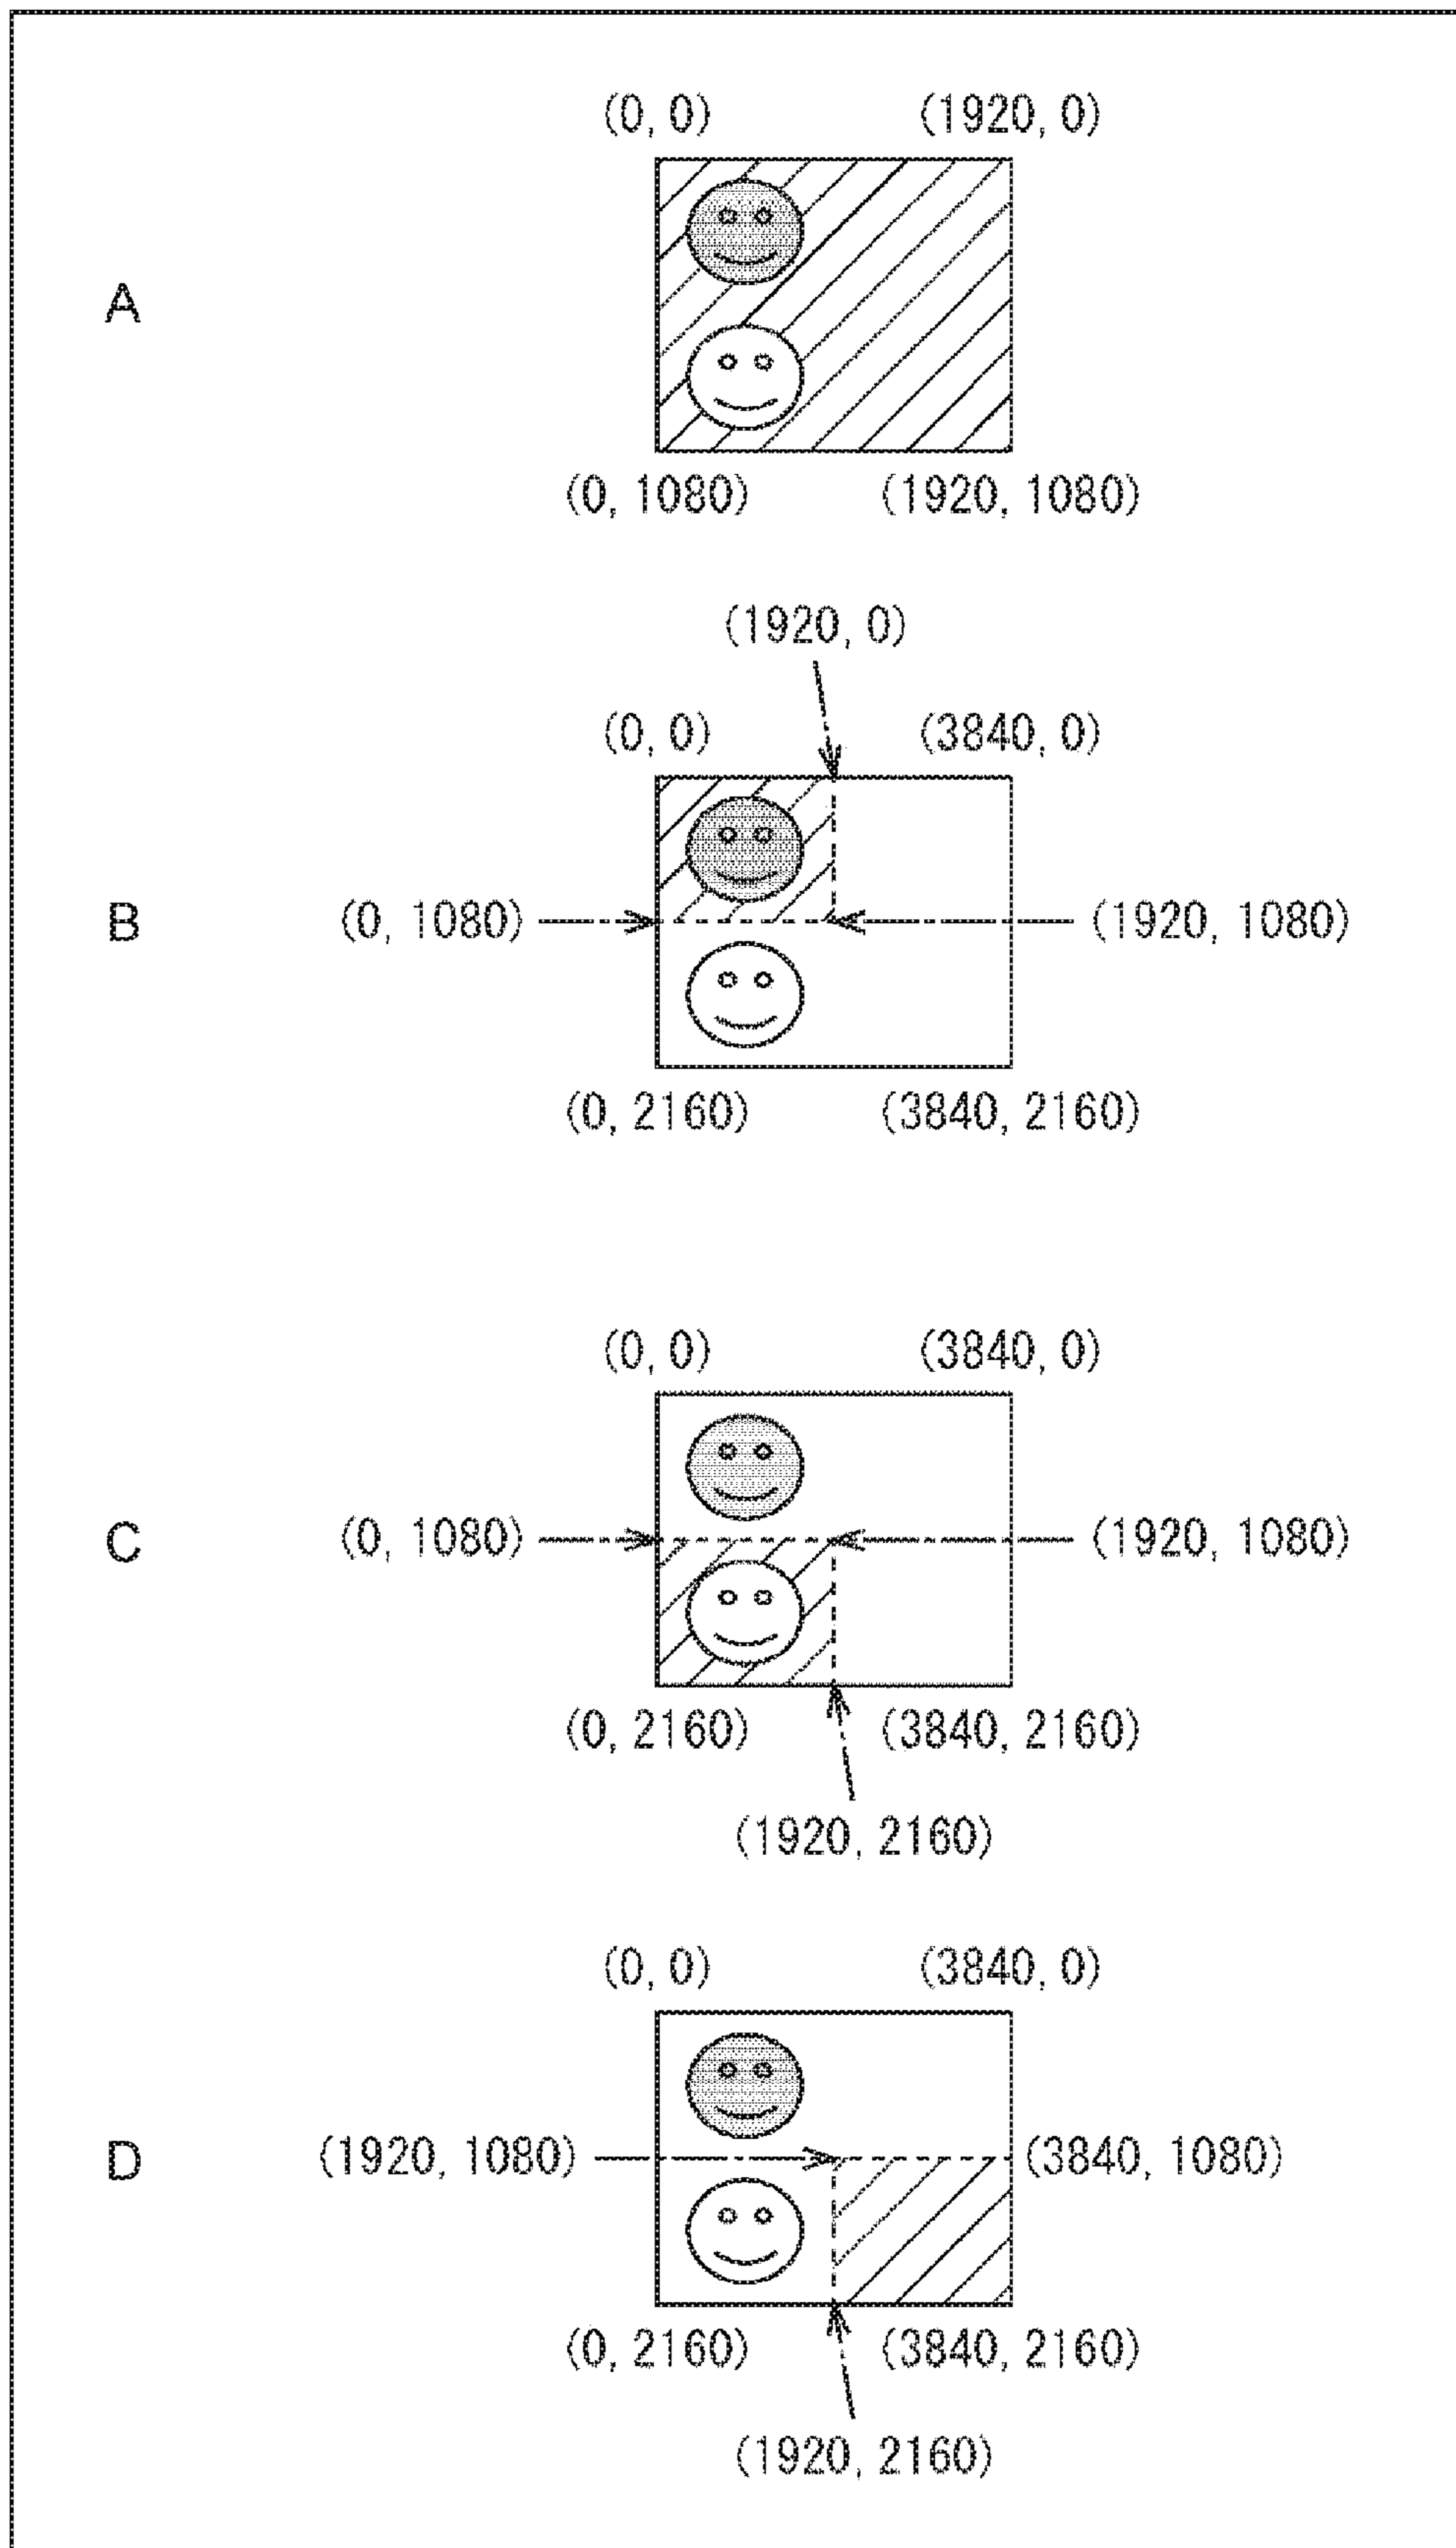 (0, 0) (1920, 0)
A
(0, 1080) (1920, 1080)
(1920, 0)
(0, 0) (3840, 0)
B (0, 1080) (1920, 1080)
(0, 2160) (3840, 2160)
(0, 0) (3840, 0)
C (0, 1080) (1920, 1080)
(0, 2160) (3840, 2160)
(1920, 2160)
(0, 0) (3840, 0)
D (1920, 1080) (3840, 1080)
(0, 2160) (3840, 2160)
(1920, 2160)